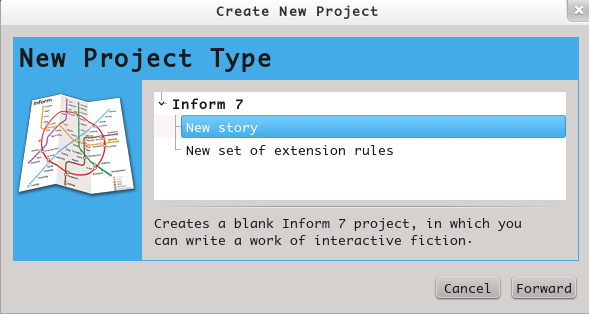 Create New Project
New Project Type
Inform
Inform 7
New story
New set of extension rules
Creates a blank Inform 7 project, in which you
can write a work of interactive fiction.
Cancel
Forward